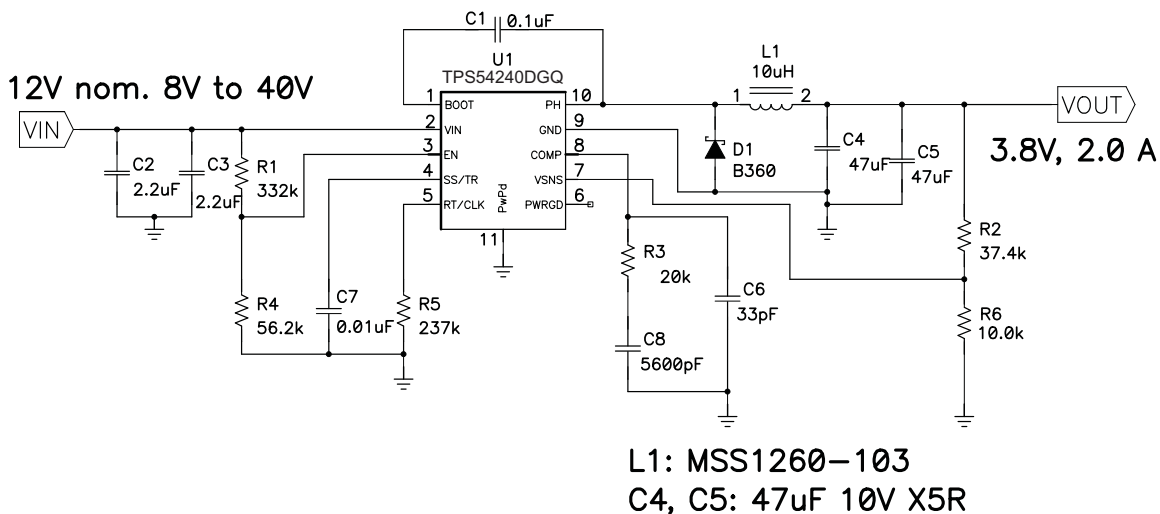 C1 0.1uF
U1
TPS54240DGQ
L1
10uH
12V nom. 8V to 40V
VIN
VOUT
3.8V, 2.0 A
1 BOOT
2 VIN
3 EN
4 SS/TR
5 RT/CLK
PH 10
GND 9
COMP 8
VSNS 7
PWRGD 6
PwPd
11
1 2
D1
B360
C4
47uF
C5
47uF
C2
2.2uF
C3
2.2uF
R1
332k
R2
37.4k
R3
20k
C6
33pF
R4
56.2k
C7
0.01uF
R5
237k
R6
10.0k
C8
5600pF
L1: MSS1260-103
C4, C5: 47uF 10V X5R